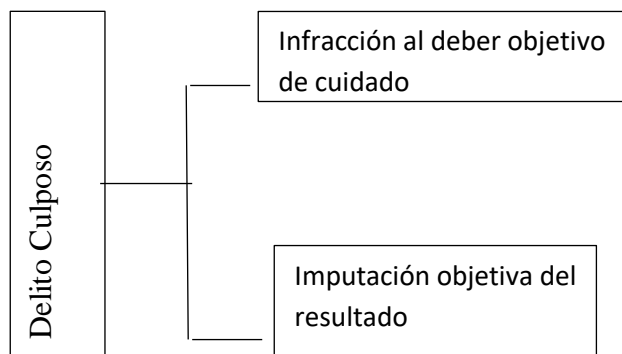 Delito Culposo
Infracción al deber objetivo
de cuidado
Imputación objetiva del
resultado